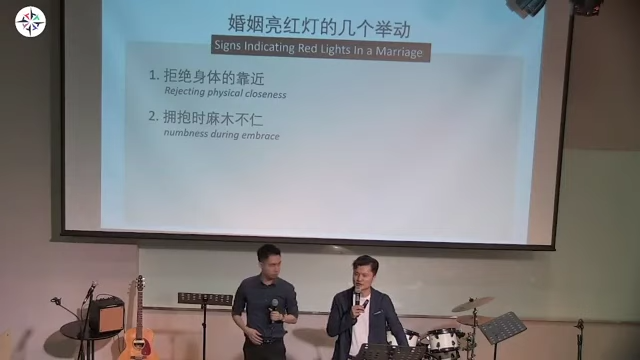 婚姻亮红灯的几个举动
Signs Indicating Red Lights In a Marriage
1. 拒绝身体的靠近
Rejecting physical closeness
2. 拥抱时麻木不仁
numbness during embrace